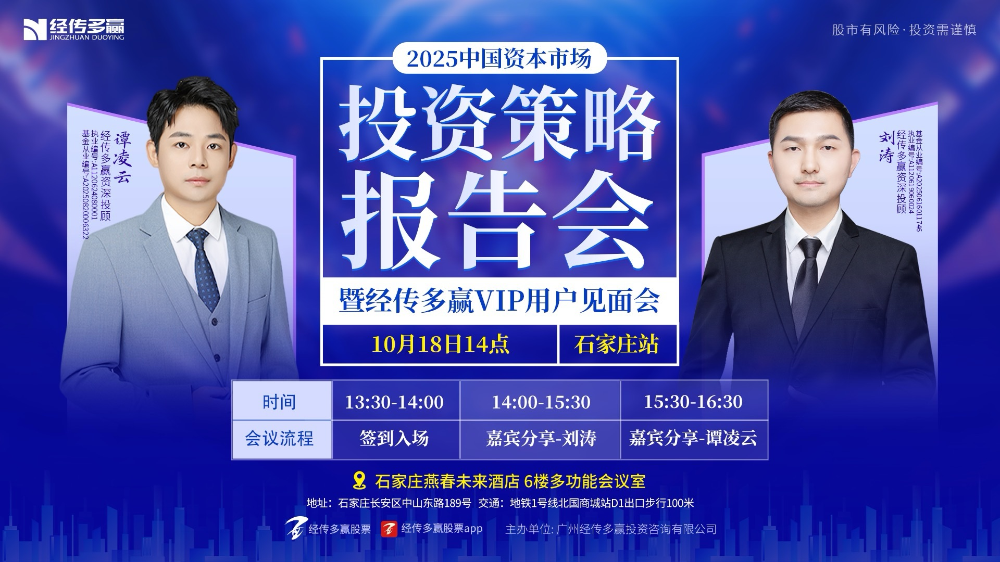 经传多赢
JINGZHUAN DUOYING
股市有风险·投资需谨慎
2025中国资本市场
投资策略
报告会
暨经传多赢VIP用户见面会
10月18日14点
石家庄站
谭凌云
经传多赢资深投顾
执业编号:A1120624080001
基金从业编号:A20250820006322
刘涛
经传多赢资深投顾
执业编号:A1120619060024
基金从业编号:A20250616011746
时间 13:30-14:00 14:00-15:30 15:30-16:30
会议流程 签到入场 嘉宾分享-刘涛 嘉宾分享-谭凌云
石家庄燕春未来酒店 6楼多功能会议室
地址：石家庄长安区中山东路189号 交通：地铁1号线北国商城站D1出口步行100米
经传多赢股票 经传多赢股票app 主办单位: 广州经传多赢投资咨询有限公司